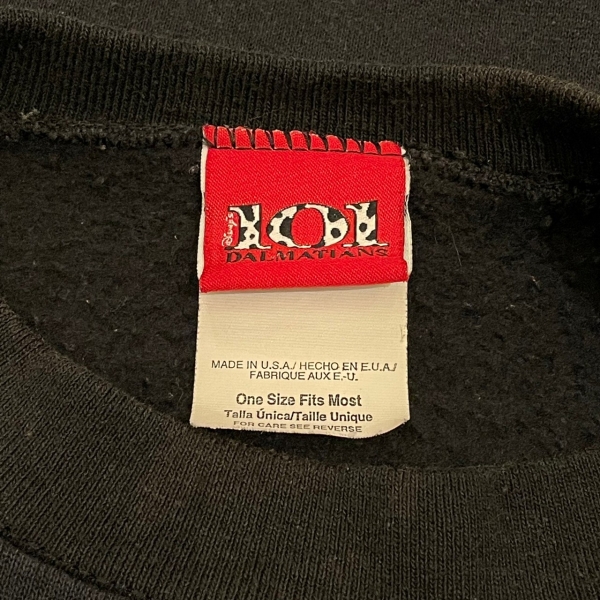 Disney's
101
DALMATIANS
MADE IN U.S.A./ HECHO EN E.U.A./
FABRIQUE AUX E.-U.
One Size Fits Most
Talla Única/Taille Unique
FOR CARE SEE REVERSE